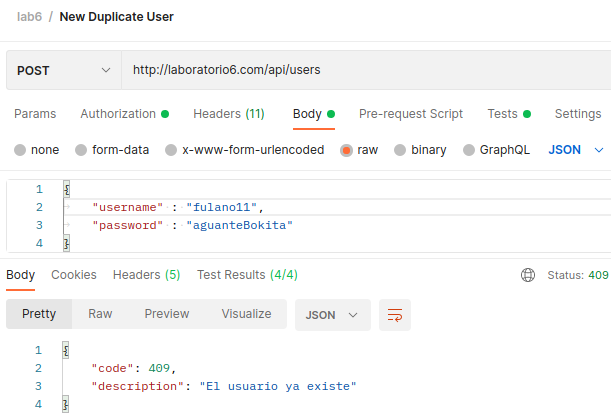 lab6 / New Duplicate User
POST http://laboratorio6.com/api/users
Params Authorization Headers (11) Body Pre-request Script Tests Settings
none form-data x-www-form-urlencoded raw binary GraphQL JSON
1 {
2 "username" : "fulano11",
3 "password" : "aguanteBokita"
4 }
Body Cookies Headers (5) Test Results (4/4) Status: 409
Pretty Raw Preview Visualize JSON
1 {
2 "code": 409,
3 "description": "El usuario ya existe"
4 }